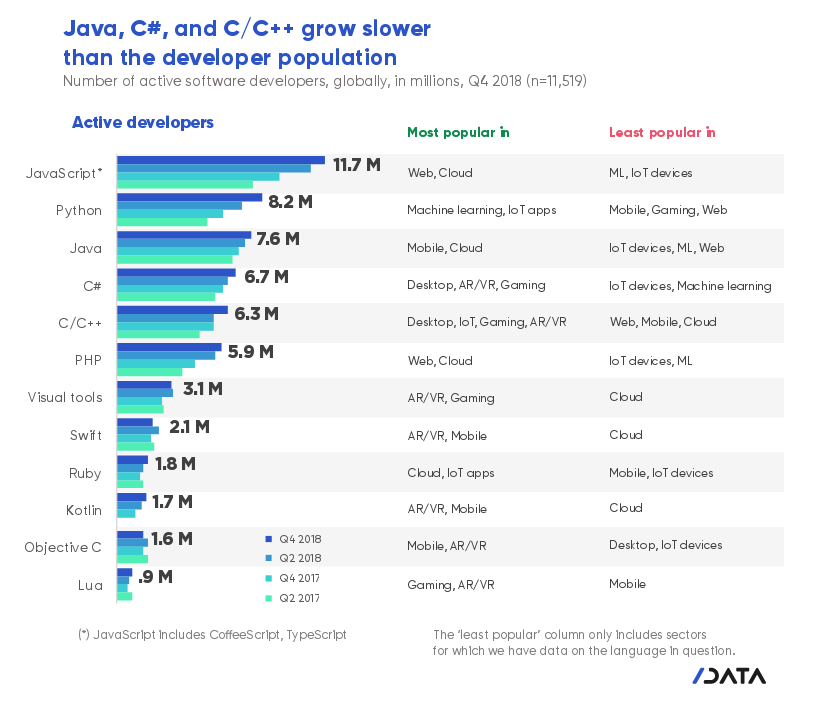 Java, C#, and C/C++ grow slower
than the developer population
Number of active software developers, globally, in millions, Q4 2018 (n=11,519)
Active developers
Most popular in
Least popular in
JavaScript* 11.7 M Web, Cloud ML, IoT devices
Python 8.2 M Machine learning, IoT apps Mobile, Gaming, Web
Java 7.6 M Mobile, Cloud IoT devices, ML, Web
C# 6.7 M Desktop, AR/VR, Gaming IoT devices, Machine learning
C/C++ 6.3 M Desktop, IoT, Gaming, AR/VR Web, Mobile, Cloud
PHP 5.9 M Web, Cloud IoT devices, ML
Visual tools 3.1 M AR/VR, Gaming Cloud
Swift 2.1 M AR/VR, Mobile Cloud
Ruby 1.8 M Cloud, IoT apps Mobile, IoT devices
Kotlin 1.7 M AR/VR, Mobile Cloud
Objective C 1.6 M Mobile, AR/VR Desktop, IoT devices
Lua .9 M Gaming, AR/VR Mobile
Q4 2018
Q2 2018
Q4 2017
Q2 2017
(*) JavaScript includes CoffeeScript, TypeScript
The 'least popular' column only includes sectors
for which we have data on the language in question.
/DATA